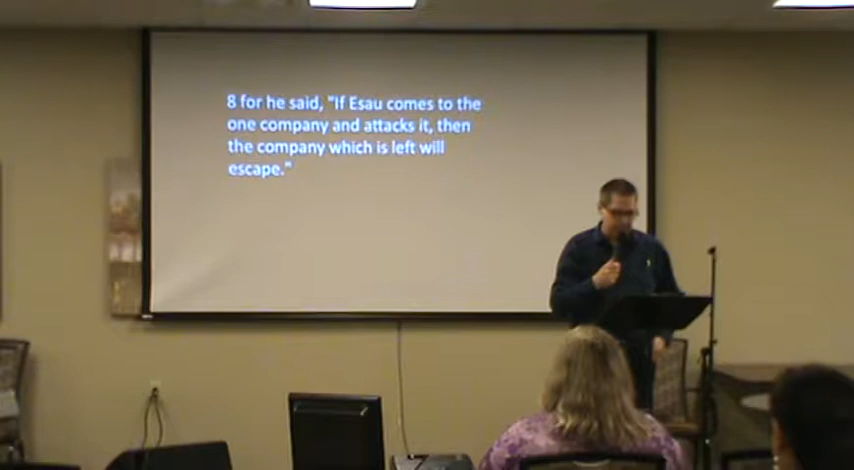 8 for he said, "If Esau comes to the
one company and attacks it, then
the company which is left will
escape."